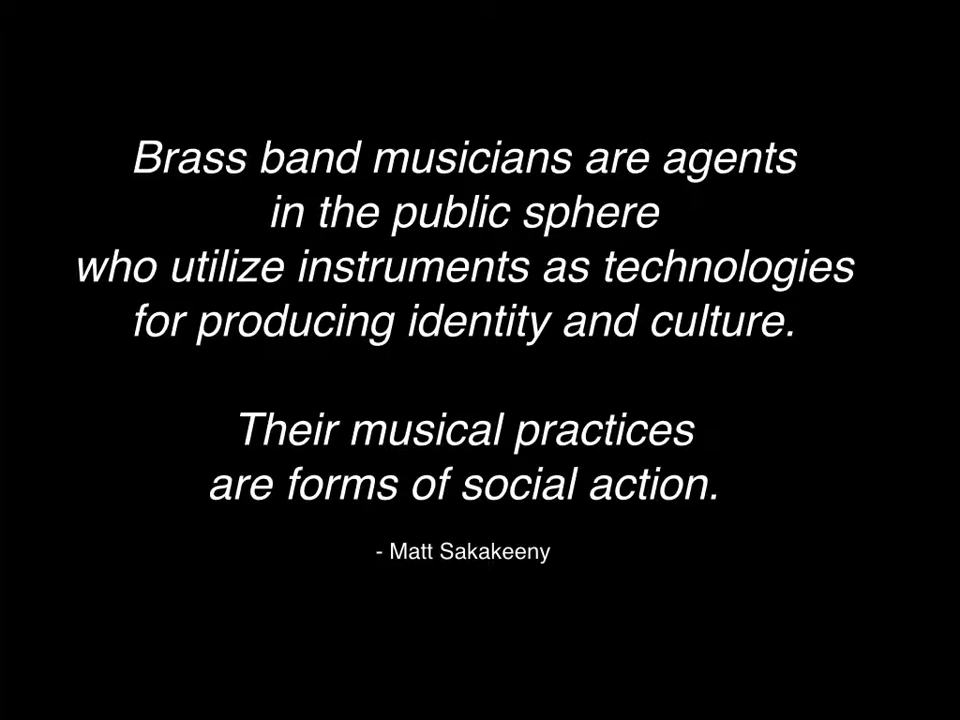 Brass band musicians are agents
in the public sphere
who utilize instruments as technologies
for producing identity and culture.
Their musical practices
are forms of social action.
- Matt Sakakeeny